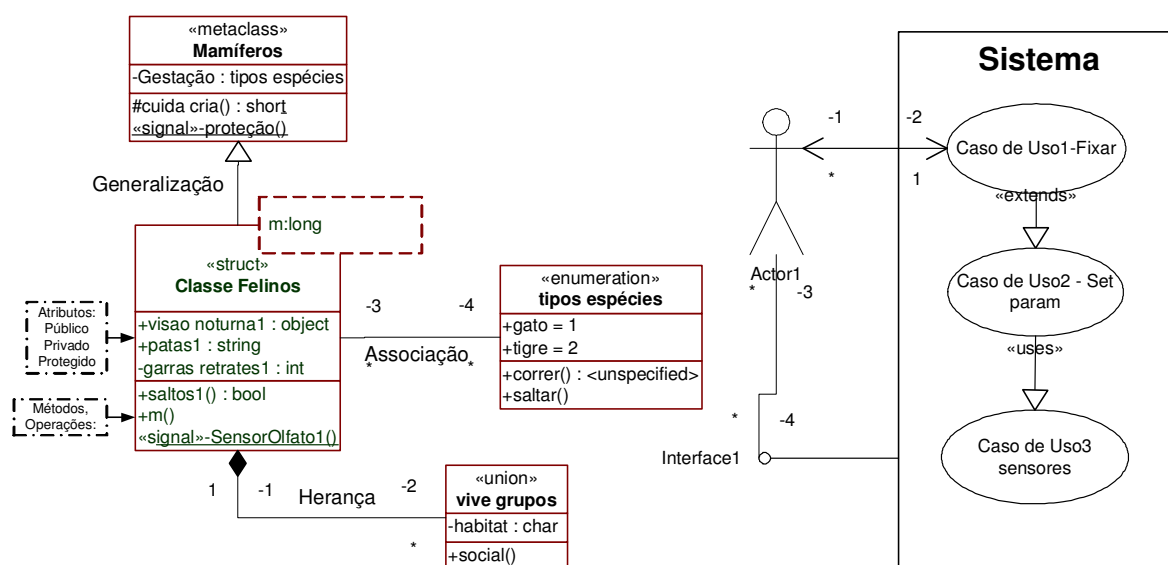 «metaclass»
Mamíferos
-Gestação : tipos espécies
#cuida cria() : short
«signal»-proteção()
Generalização
m:long
«struct»
Classe Felinos
+visao noturna1 : object
+patas1 : string
-garras retrates1 : int
+saltos1() : bool
+m()
«signal»-SensorOlfato1()
Atributos:
Público
Privado
Protegido
Métodos,
Operações:
-3
-4
Associação
*
*
«enumeration»
tipos espécies
+gato = 1
+tigre = 2
+correr() : <unspecified>
+saltar()
1
-1
Herança
-2
*
«union»
vive grupos
-habitat : char
+social()
Actor1
-1
-2
*
1
*
-3
*
-4
Interface1
Sistema
Caso de Uso1-Fixar
«extends»
Caso de Uso2 - Set
param
«uses»
Caso de Uso3
sensores